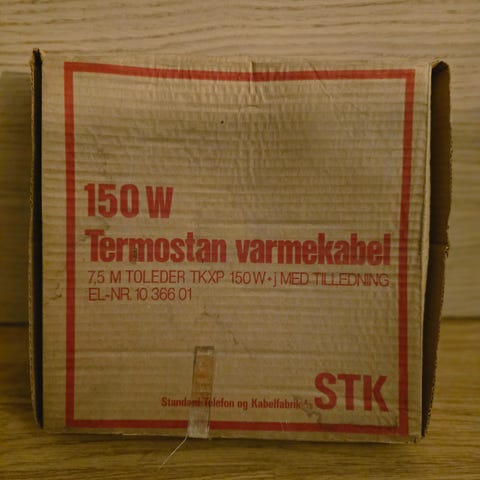 150 W
Termostan varmekabel
7,5 M TOLEDER TKXP 150 W+j MED TILLEDNING
EL-NR. 10 366 01
Standard Telefon og Kabelfabrik A/S STK